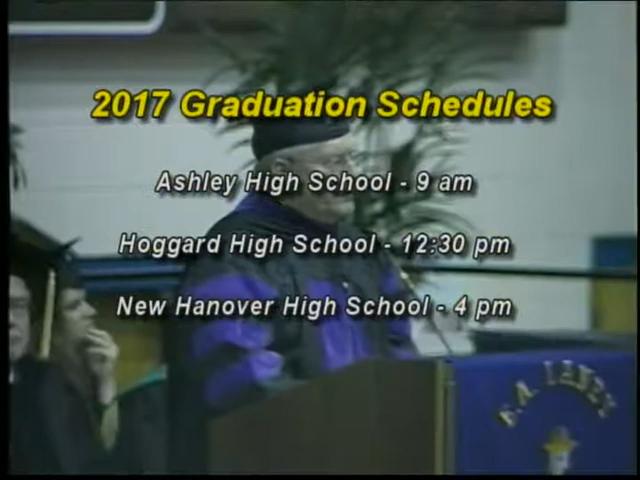 2017 Graduation Schedules
Ashley High School - 9 am
Hoggard High School - 12:30 pm
New Hanover High School - 4 pm
E.A. LANEY